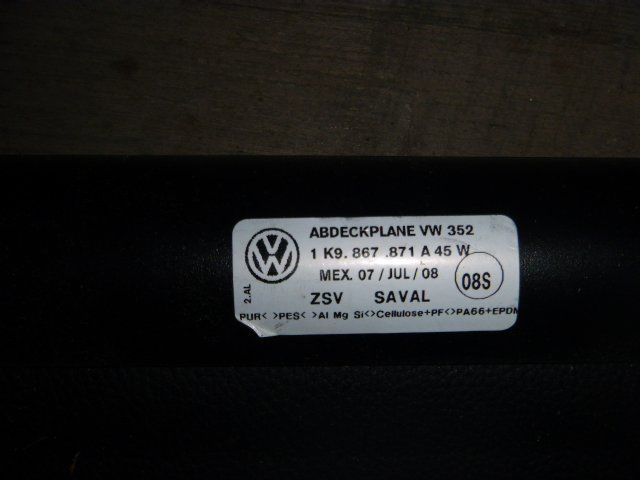 ABDECKPLANE VW 352
1 K9. 867 .871 A 45 W
MEX. 07 / JUL / 08
08S
ZSV SAVAL
2.AL
PUR< >PES< >Al Mg Si<>Cellulose+PF<>PA66+EPDM